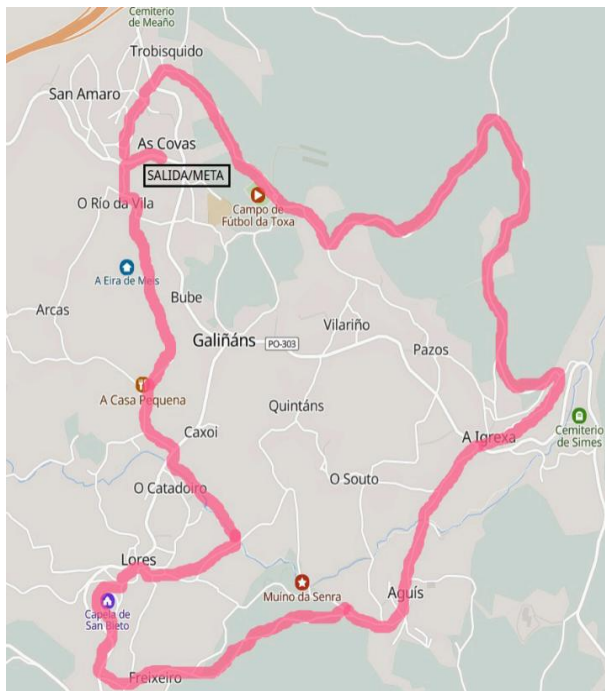 Cemiterio
de Meaño
Trobisquido
San Amaro
As Covas
SALIDA/META
O Río da Vila
Campo de
Fútbol da Toxa
A Eira de Meis
Bube
Arcas
Vilariño
Galiñáns
PO-303
Pazos
A Casa Pequena
Quintáns
Cemiterio
de Simes
Caxoi
A Igrexa
O Souto
O Catadoiro
Lores
Muíno da Senra
Aguís
Capela de
San Bieto
Freixeiro